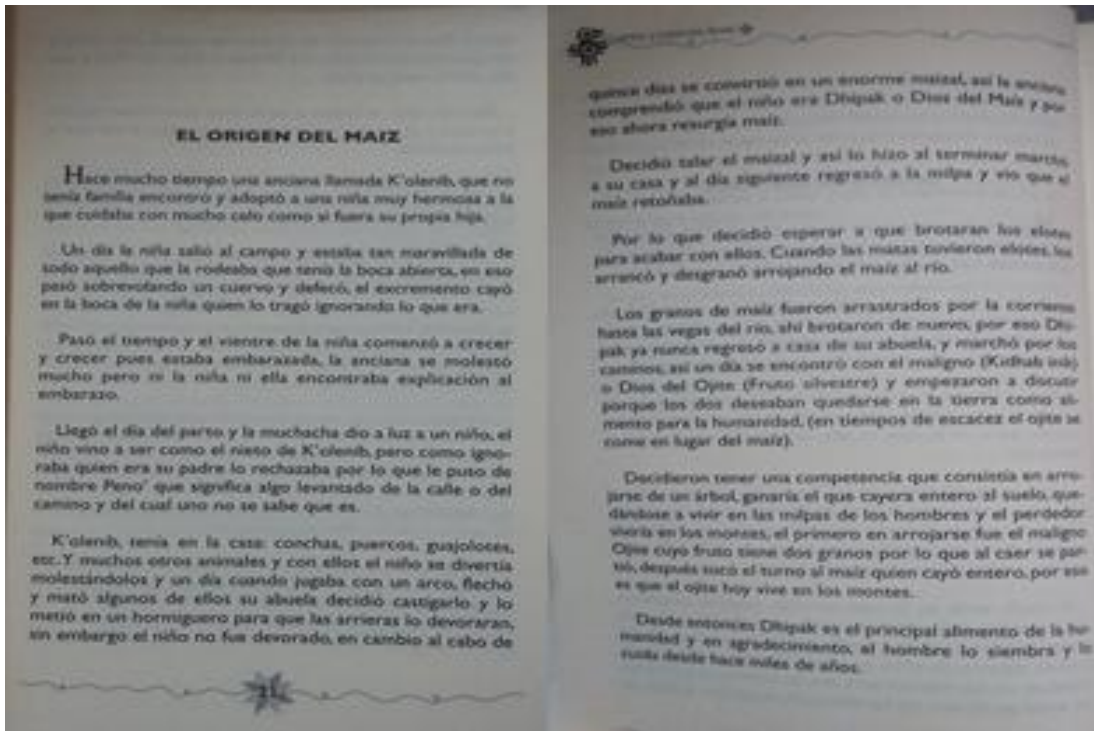 EL ORIGEN DEL MAIZ
Hace mucho tiempo una anciana llamada K'olenib, que no
tenía familia encontró y adoptó a una niña muy hermosa a la
que cuidaba con mucho celo como si fuera su propia hija.
Un día la niña salió al campo y estaba tan maravillada de
todo aquello que la rodeaba que tenía la boca abierta, en eso
pasó sobrevolando un cuervo y defecó, el excremento cayó
en la boca de la niña quien lo tragó ignorando lo que era.
Pasó el tiempo y el vientre de la niña comenzó a crecer
y crecer pues estaba embarazada, la anciana se molestó
mucho pero ni la niña ni ella encontraba explicación al
embarazo.
Llegó el día del parto y la muchacha dio a luz a un niño, el
niño vino a ser como el nieto de K'olenib, pero como igno-
raba quien era su padre lo rechazaba por lo que le puso de
nombre Peno' que significa algo levantado de la calle o del
camino y del cual uno no se sabe que es.
K'olenib, tenía en la casa: conchas, puercos, guajolotes,
etc. Y muchos otros animales y con ellos el niño se divertía
molestándolos y un día cuando jugaba con un arco, flechó
y mató algunos de ellos su abuela decidió castigarlo y lo
metió en un hormiguero para que las arrieras lo devoraran,
sin embargo el niño no fue devorado, en cambio al cabo de
quince días se convirtió en un enorme maizal, así la anciana
comprendió que el niño era Dhipak o Dios del Maíz y por
eso ahora resurgía maíz.
Decidió talar el maizal y así lo hizo al terminar marchó
a su casa y al día siguiente regresó a la milpa y vio que el
maíz retoñaba.
Por lo que decidió esperar a que brotaran los elotes
para acabar con ellos. Cuando las matas tuvieron elotes, los
arrancó y desgranó arrojando el maíz al río.
Los granos de maíz fueron arrastrados por la corriente
hasta las vegas del río, ahí brotaron de nuevo, por eso Dhi-
pak ya nunca regresó a casa de su abuela, y marchó por los
caminos, así un día se encontró con el maligno (Kidhab
o Dios del Ojite (Fruto silvestre) y empezaron a discutir
porque los dos deseaban quedarse en la tierra como ali-
mento para la humanidad, (en tiempos de escacez el ojite se
come en lugar del maíz).
Decidieron tener una competencia que consistía en arro-
jarse de un árbol, ganaría el que cayera entero al suelo, que-
dándose a vivir en las milpas de los hombres y el perdedor
viviría en los montes, el primero en arrojarse fue el maligno
Ojite cuyo fruto tiene dos granos por lo que al caer se par-
tió, después tocó el turno al maíz quien cayó entero, por eso
es que el ojite hoy vive en los montes.
Desde entonces Dhipak es el principal alimento de la hu-
manidad y en agradecimiento, el hombre lo siembra y lo
cuida desde hace miles de años.